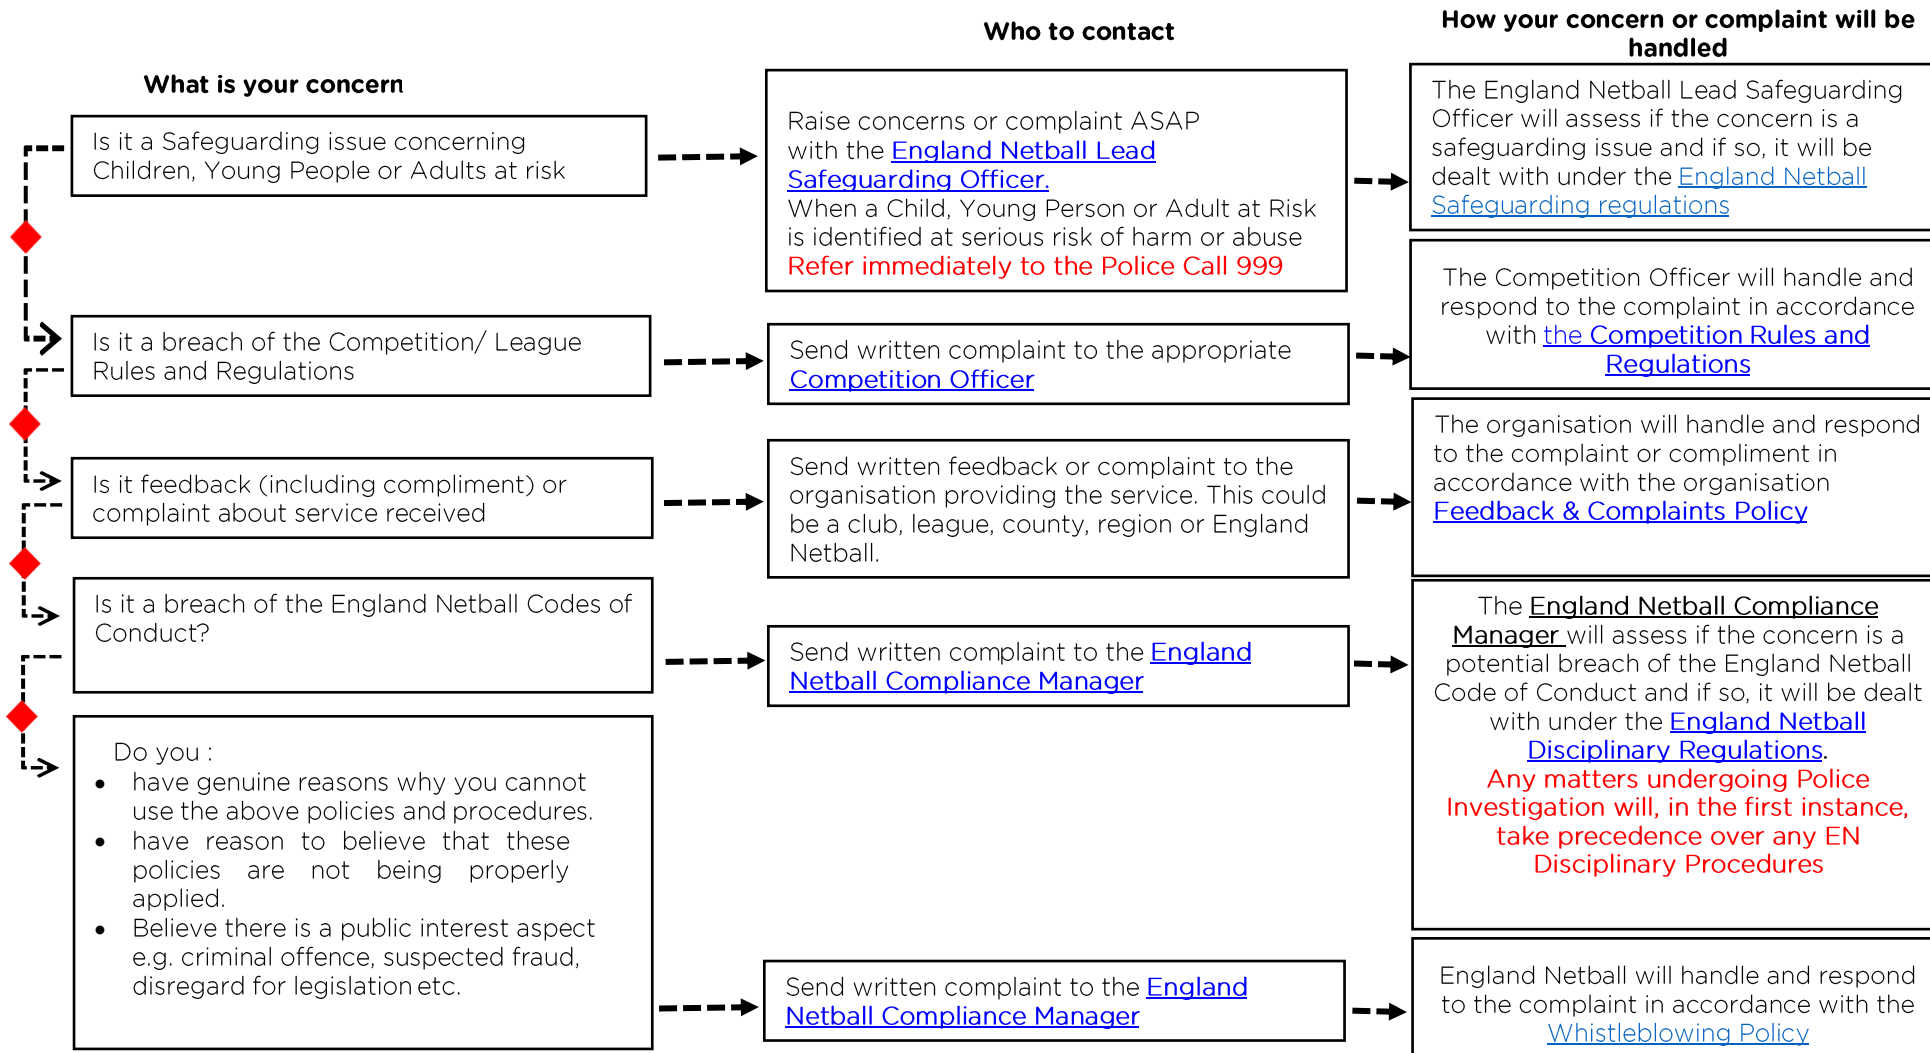 What is your concern
Who to contact
How your concern or complaint will be
handled
Is it a Safeguarding issue concerning
Children, Young People or Adults at risk
Raise concerns or complaint ASAP
with the England Netball Lead
Safeguarding Officer.
When a Child, Young Person or Adult at Risk
is identified at serious risk of harm or abuse
Refer immediately to the Police Call 999
The England Netball Lead Safeguarding
Officer will assess if the concern is a
safeguarding issue and if so, it will be
dealt with under the England Netball
Safeguarding regulations
Is it a breach of the Competition/ League
Rules and Regulations
Send written complaint to the appropriate
Competition Officer
The Competition Officer will handle and
respond to the complaint in accordance
with the Competition Rules and
Regulations
Is it feedback (including compliment) or
complaint about service received
Send written feedback or complaint to the
organisation providing the service. This could
be a club, league, county, region or England
Netball.
The organisation will handle and respond
to the complaint or compliment in
accordance with the organisation
Feedback & Complaints Policy
Is it a breach of the England Netball Codes of
Conduct?
Send written complaint to the England
Netball Compliance Manager
The England Netball Compliance
Manager will assess if the concern is a
potential breach of the England Netball
Code of Conduct and if so, it will be dealt
with under the England Netball
Disciplinary Regulations.
Any matters undergoing Police
Investigation will, in the first instance,
take precedence over any EN
Disciplinary Procedures
Do you :
• have genuine reasons why you cannot
use the above policies and procedures.
• have reason to believe that these
policies are not being properly
applied.
• Believe there is a public interest aspect
e.g. criminal offence, suspected fraud,
disregard for legislation etc.
Send written complaint to the England
Netball Compliance Manager
England Netball will handle and respond
to the complaint in accordance with the
Whistleblowing Policy